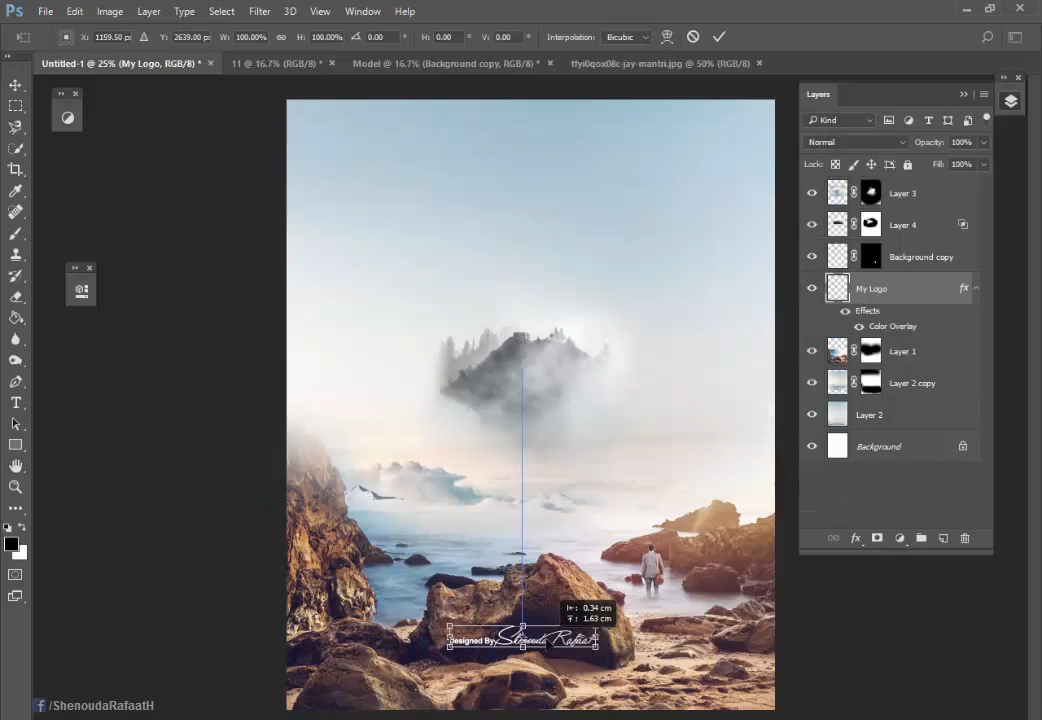 Ps File Edit Image Layer Type Select Filter 3D View Window Help
X: 1159.50 px Y: 2639.00 px W: 100.00% H: 100.00% 0.00 ° H: 0.00 ° V: 0.00 ° Interpolation: Bicubic
Untitled-1 @ 25% (My Logo, RGB/8) * × 11 @ 16.7% (RGB/8) * × Model @ 16.7% (Background copy, RGB/8) * × tfyi0qox08c-jay-mantri.jpg @ 50% (RGB/8) ×
Layers
Kind
Normal Opacity: 100%
Lock: Fill: 100%
Layer 3
Layer 4
Background copy
My Logo fx
Effects
Color Overlay
Layer 1
Layer 2 copy
Layer 2
Background
fx
0.34 cm
1.63 cm
Designed By Shenouda Rafaat
f /ShenoudaRafaatH